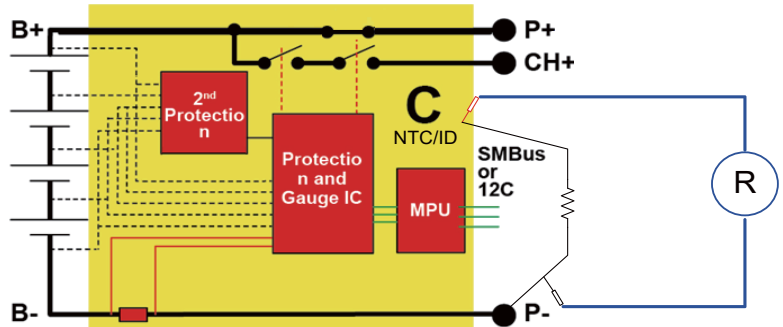 B+
P+
CH+
2nd
Protectio
n
C
NTC/ID
Protectio
n and
Gauge IC
MPU
SMBus
or
12C
R
B-
P-